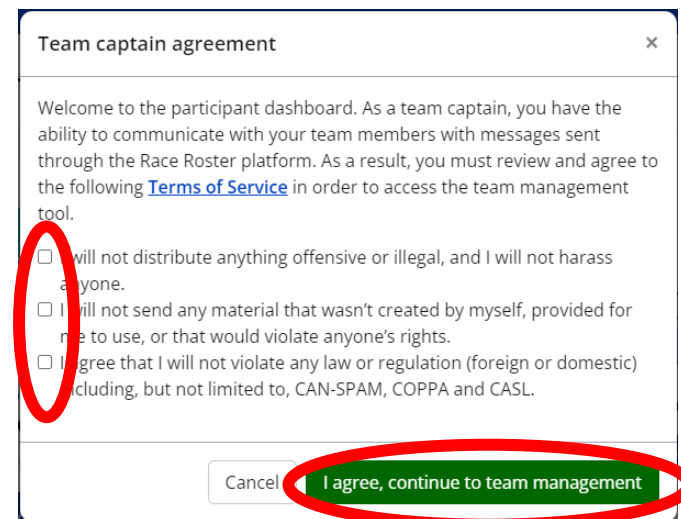 Team captain agreement ×
Welcome to the participant dashboard. As a team captain, you have the
ability to communicate with your team members with messages sent
through the Race Roster platform. As a result, you must review and agree to
the following Terms of Service in order to access the team management
tool.
I will not distribute anything offensive or illegal, and I will not harass
anyone.
I will not send any material that wasn’t created by myself, provided for
me to use, or that would violate anyone’s rights.
I agree that I will not violate any law or regulation (foreign or domestic)
including, but not limited to, CAN-SPAM, COPPA and CASL.
Cancel I agree, continue to team management